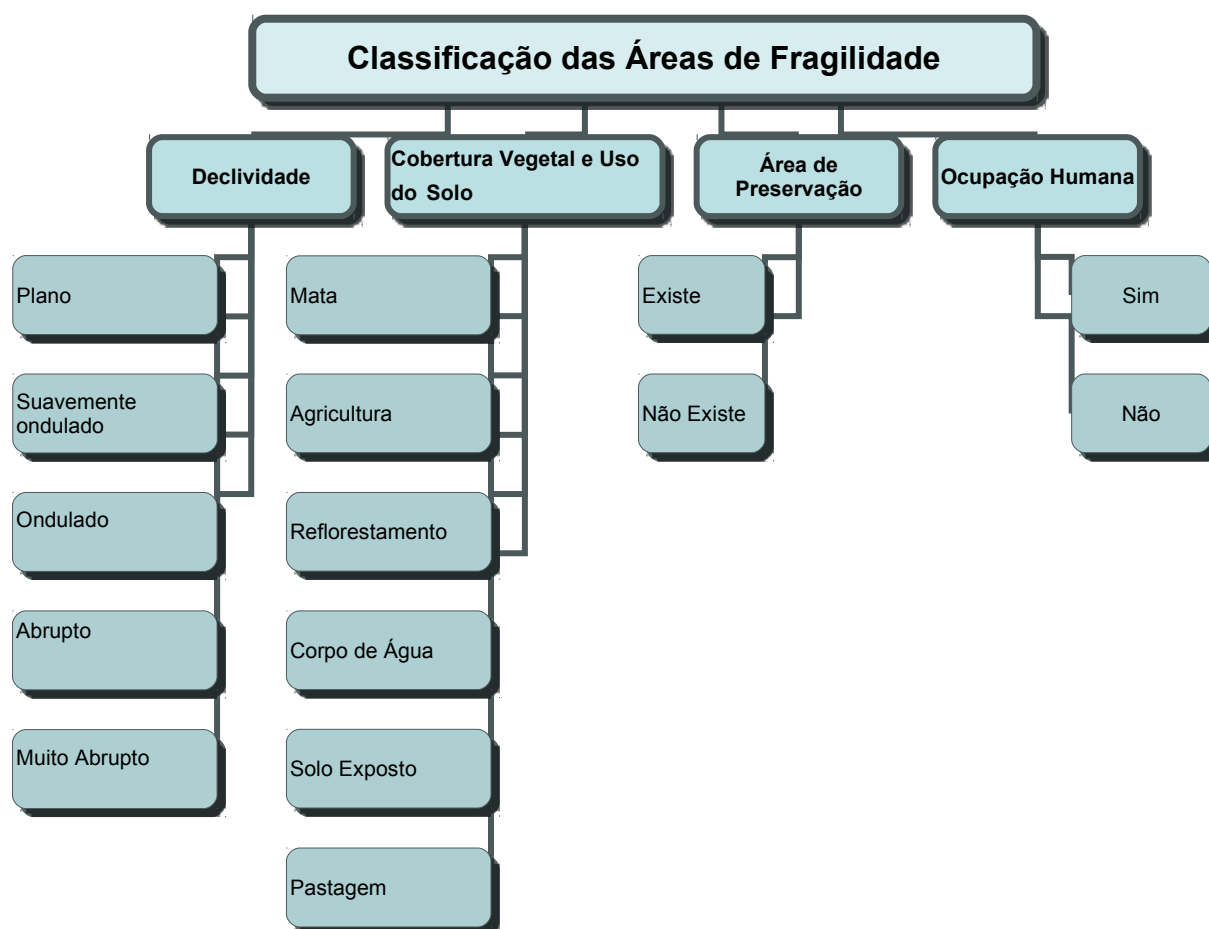 Classificação das Áreas de Fragilidade
Declividade
Cobertura Vegetal e Uso
do Solo
Área de
Preservação
Ocupação Humana
Plano
Suavemente
ondulado
Ondulado
Abrupto
Muito Abrupto
Mata
Agricultura
Reflorestamento
Corpo de Água
Solo Exposto
Pastagem
Existe
Não Existe
Sim
Não